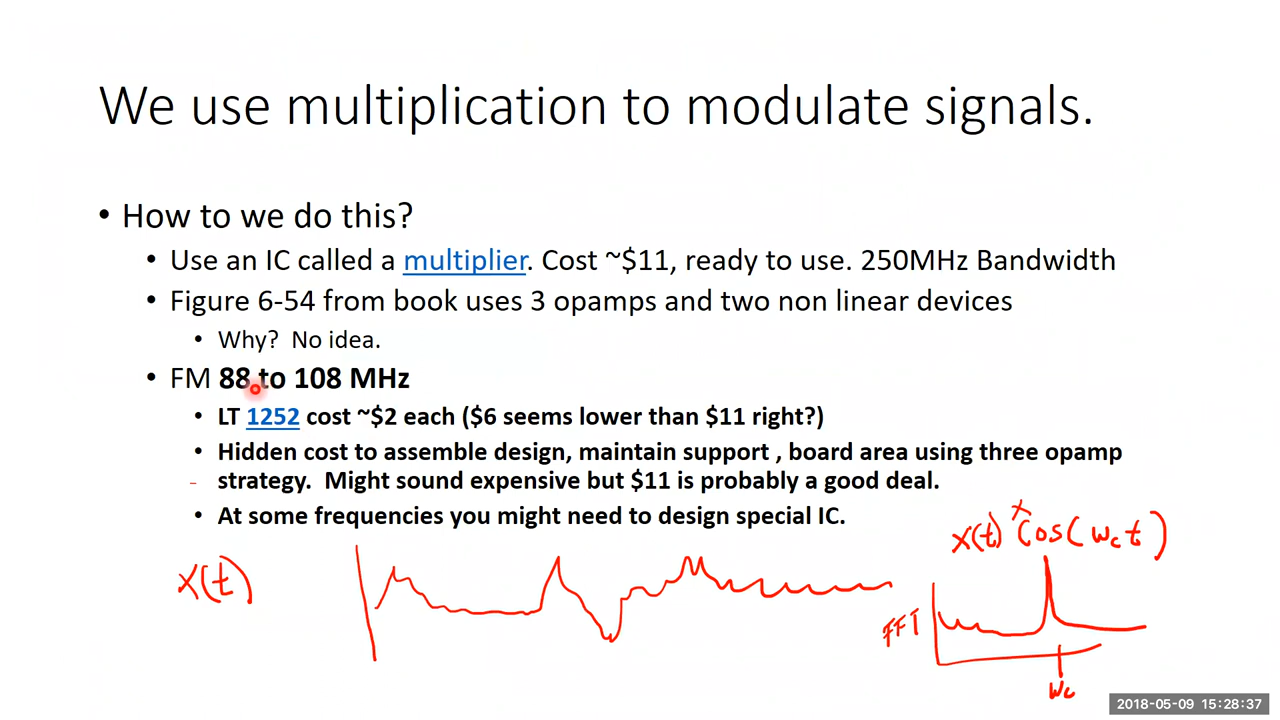 We use multiplication to modulate signals.
• How to we do this?
• Use an IC called a multiplier. Cost ~$11, ready to use. 250MHz Bandwidth
• Figure 6-54 from book uses 3 opamps and two non linear devices
• Why? No idea.
• FM 88 to 108 MHz
• LT 1252 cost ~$2 each ($6 seems lower than $11 right?)
• Hidden cost to assemble design, maintain support , board area using three opamp
strategy. Might sound expensive but $11 is probably a good deal.
• At some frequencies you might need to design special IC.
x(t) x cos(wct)
x(t)
FFT
wc
2018-05-09 15:28:37